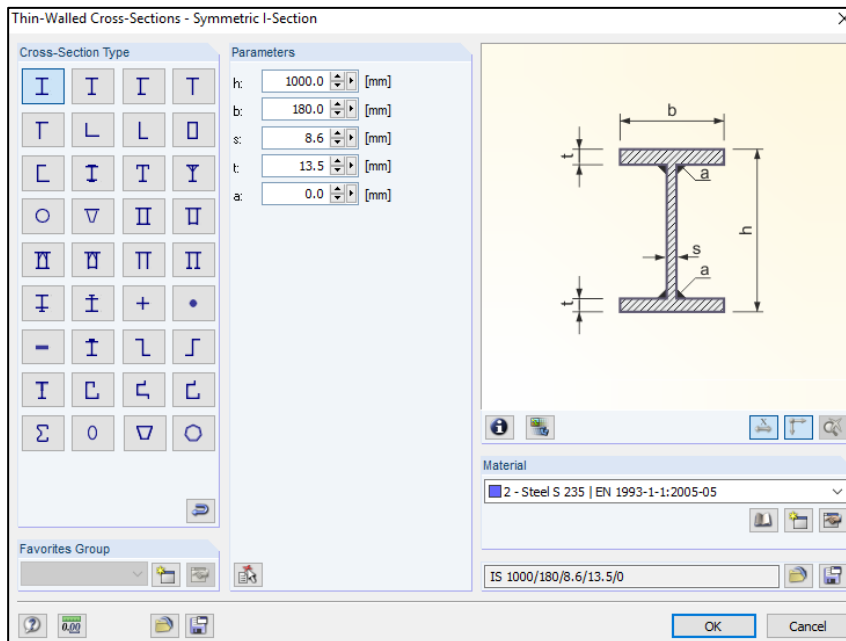 Thin-Walled Cross-Sections - Symmetric I-Section
Cross-Section Type
Parameters
h: 1000.0 [mm]
b: 180.0 [mm]
s: 8.6 [mm]
t: 13.5 [mm]
a: 0.0 [mm]
b
t
a
h
s
a
t
Material
2 - Steel S 235 | EN 1993-1-1:2005-05
Favorites Group
IS 1000/180/8.6/13.5/0
0.00
OK
Cancel